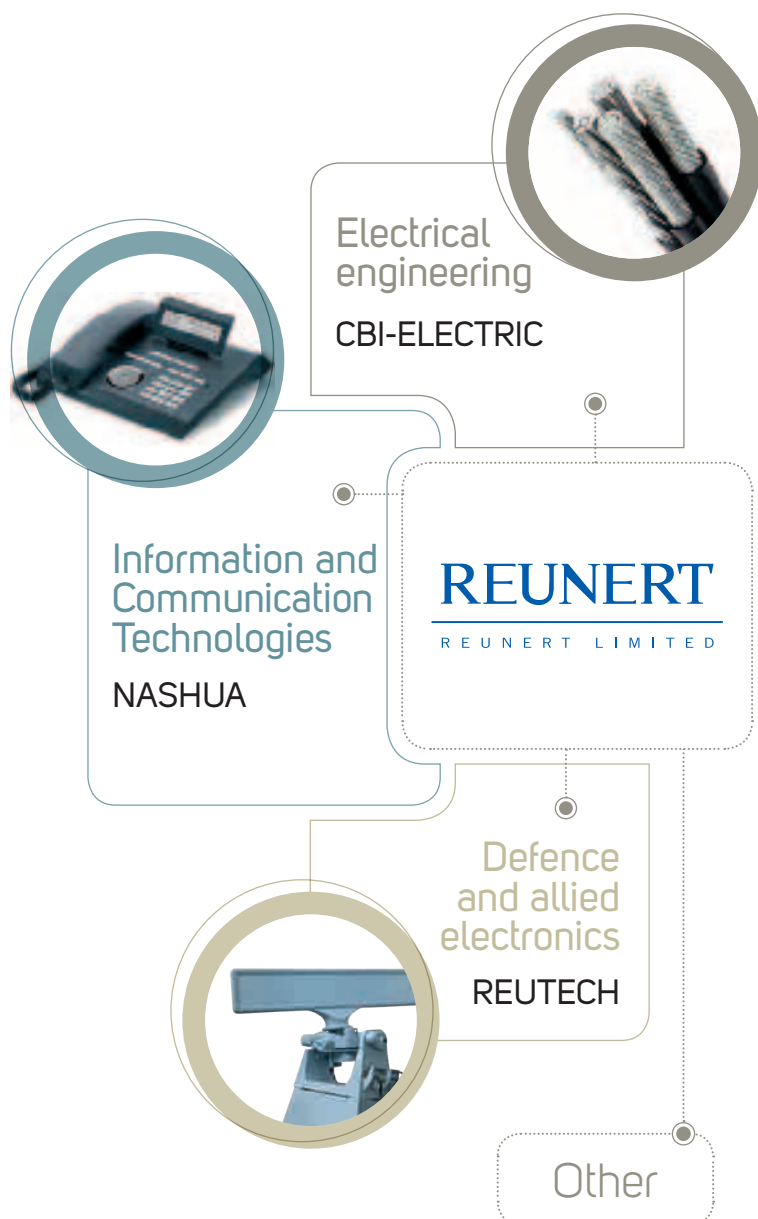 Electrical
engineering
CBI-ELECTRIC
Information and
Communication
Technologies
NASHUA
REUNERT
REUNERT LIMITED
Defence
and allied
electronics
REUTECH
Other